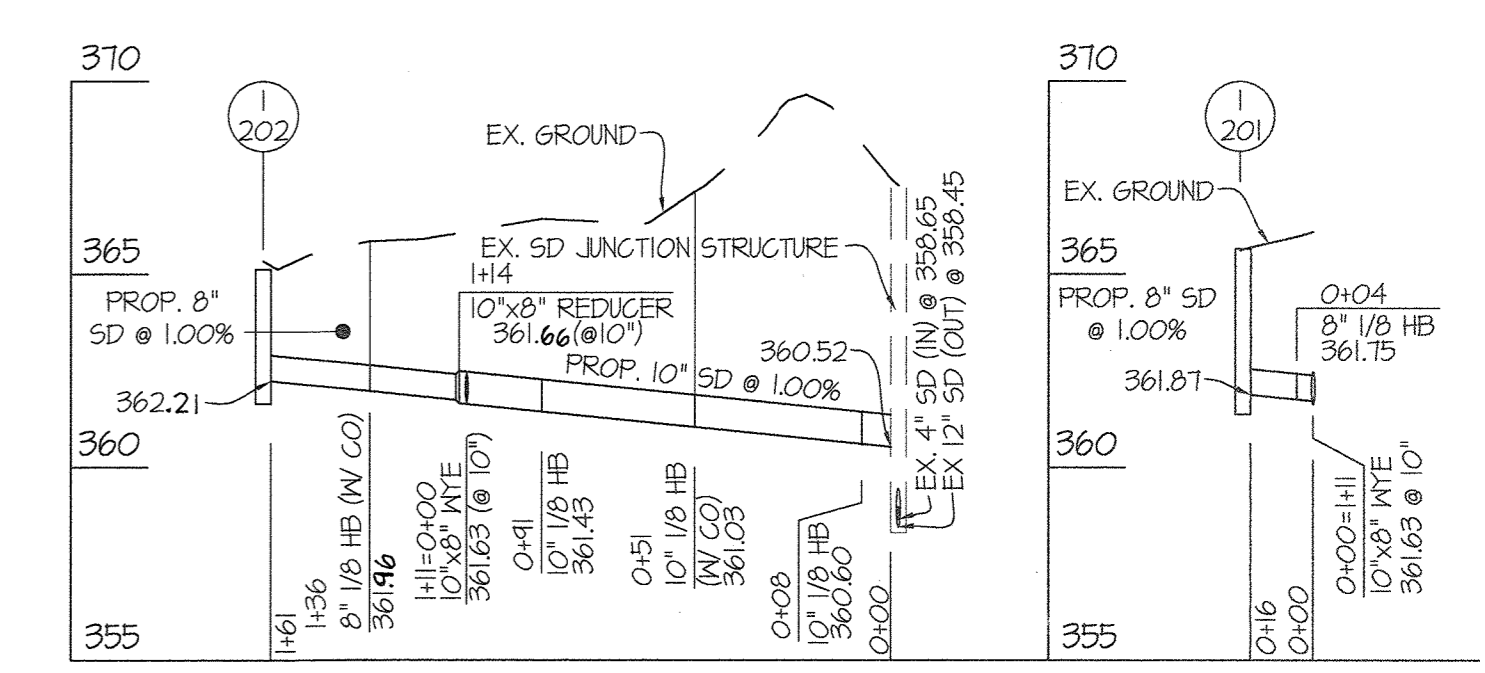 370
365
360
355
1
202
EX. GROUND
EX. SD JUNCTION STRUCTURE
PROP. 8"
SD @ 1.00%
362.21
1+14
10"x8" REDUCER
361.66(@10")
PROP. 10" SD @ 1.00%
360.52
EX. 4" SD (IN) @ 358.65
EX 12" SD (OUT) @ 358.45
1+61
1+36
8" 1/8 HB (W/ CO)
361.96
1+11=0+00
10"x8" WYE
361.63 (@ 10")
0+91
10" 1/8 HB
361.43
0+51
10" 1/8 HB
(W/ CO)
361.03
0+08
10" 1/8 HB
360.60
0+00
370
365
360
355
1
201
EX. GROUND
PROP. 8" SD
@ 1.00%
361.87
0+04
8" 1/8 HB
361.75
0+16
0+00
0+00=1+11
10"x8" WYE
361.63 @ 10"